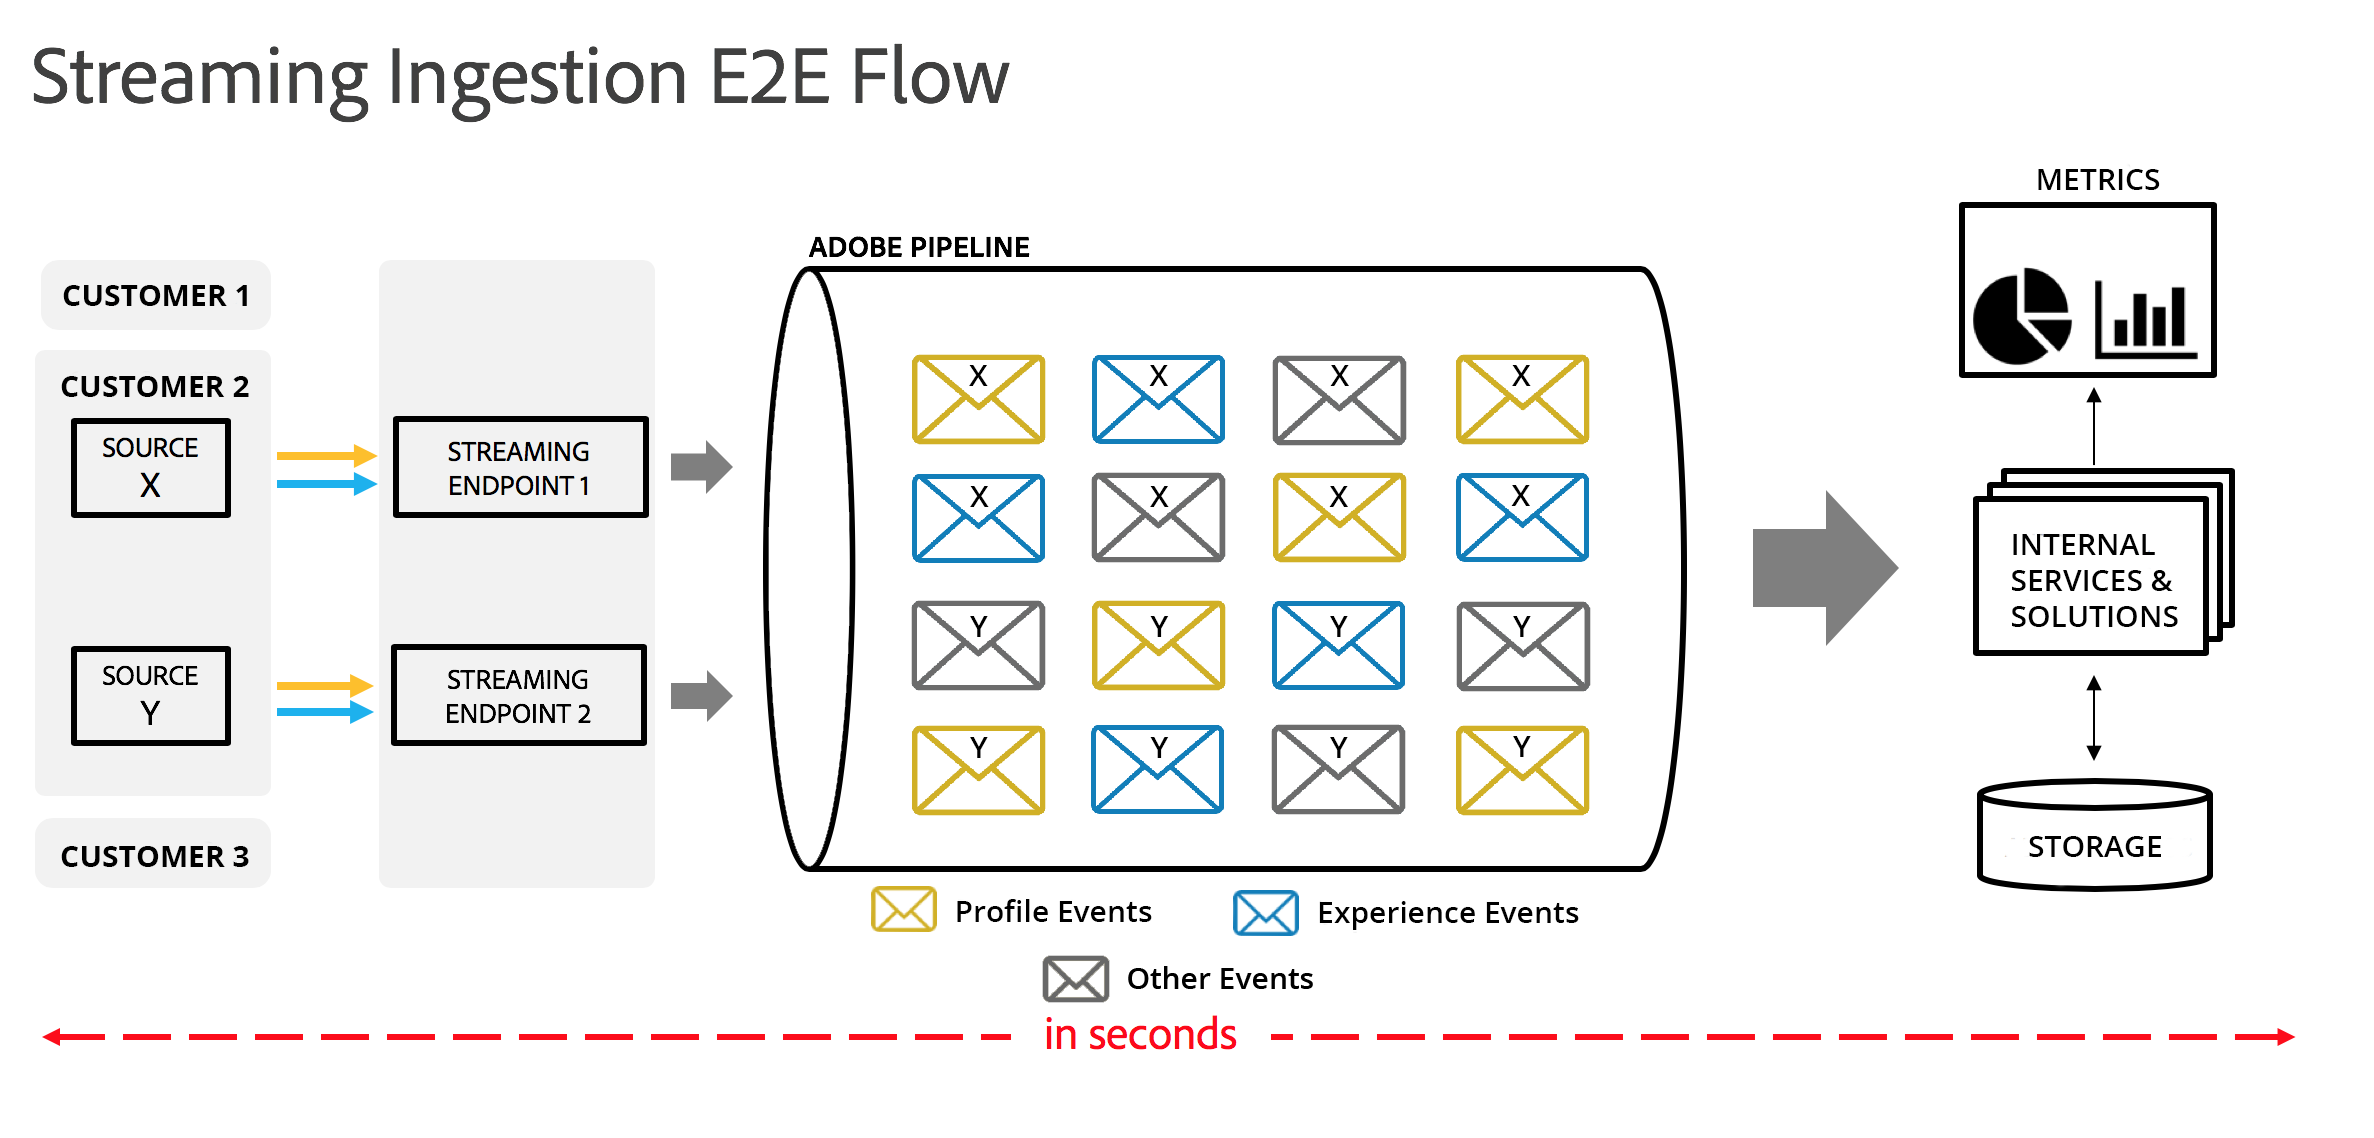 Streaming Ingestion E2E Flow
CUSTOMER 1
CUSTOMER 2
SOURCE
X
SOURCE
Y
CUSTOMER 3
STREAMING
ENDPOINT 1
STREAMING
ENDPOINT 2
ADOBE PIPELINE
X X X X
X X X X
Y Y Y Y
Y Y Y Y
Profile Events
Experience Events
Other Events
METRICS
INTERNAL
SERVICES &
SOLUTIONS
STORAGE
in seconds